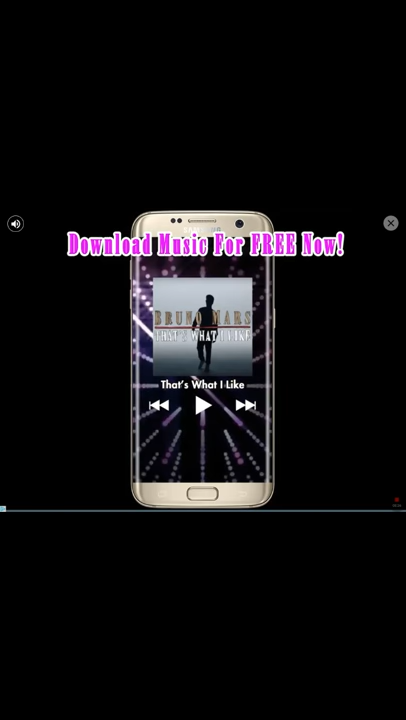 Download Music For FREE Now!
BRUNO MARS
THAT'S WHAT I LIKE
That's What I Like